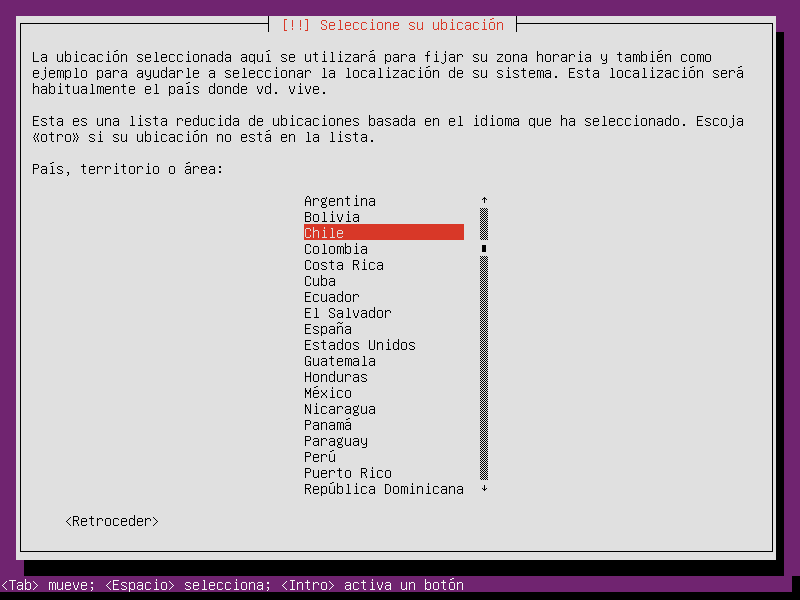 [!!] Seleccione su ubicación
La ubicación seleccionada aquí se utilizará para fijar su zona horaria y también como
ejemplo para ayudarle a seleccionar la localización de su sistema. Esta localización será
habitualmente el país donde vd. vive.
Esta es una lista reducida de ubicaciones basada en el idioma que ha seleccionado. Escoja
«otro» si su ubicación no está en la lista.
País, territorio o área:
Argentina ↑
Bolivia
Chile
Colombia
Costa Rica
Cuba
Ecuador
El Salvador
España
Estados Unidos
Guatemala
Honduras
México
Nicaragua
Panamá
Paraguay
Perú
Puerto Rico
República Dominicana ↓
<Retroceder>
<Tab> mueve; <Espacio> selecciona; <Intro> activa un botón